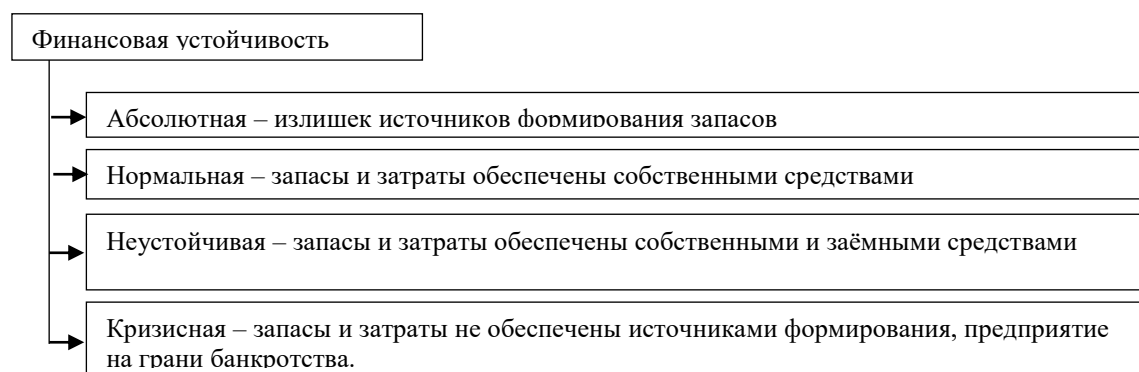 Финансовая устойчивость
Абсолютная – излишек источников формирования запасов
Нормальная – запасы и затраты обеспечены собственными средствами
Неустойчивая – запасы и затраты обеспечены собственными и заёмными средствами
Кризисная – запасы и затраты не обеспечены источниками формирования, предприятие
на грани банкротства.